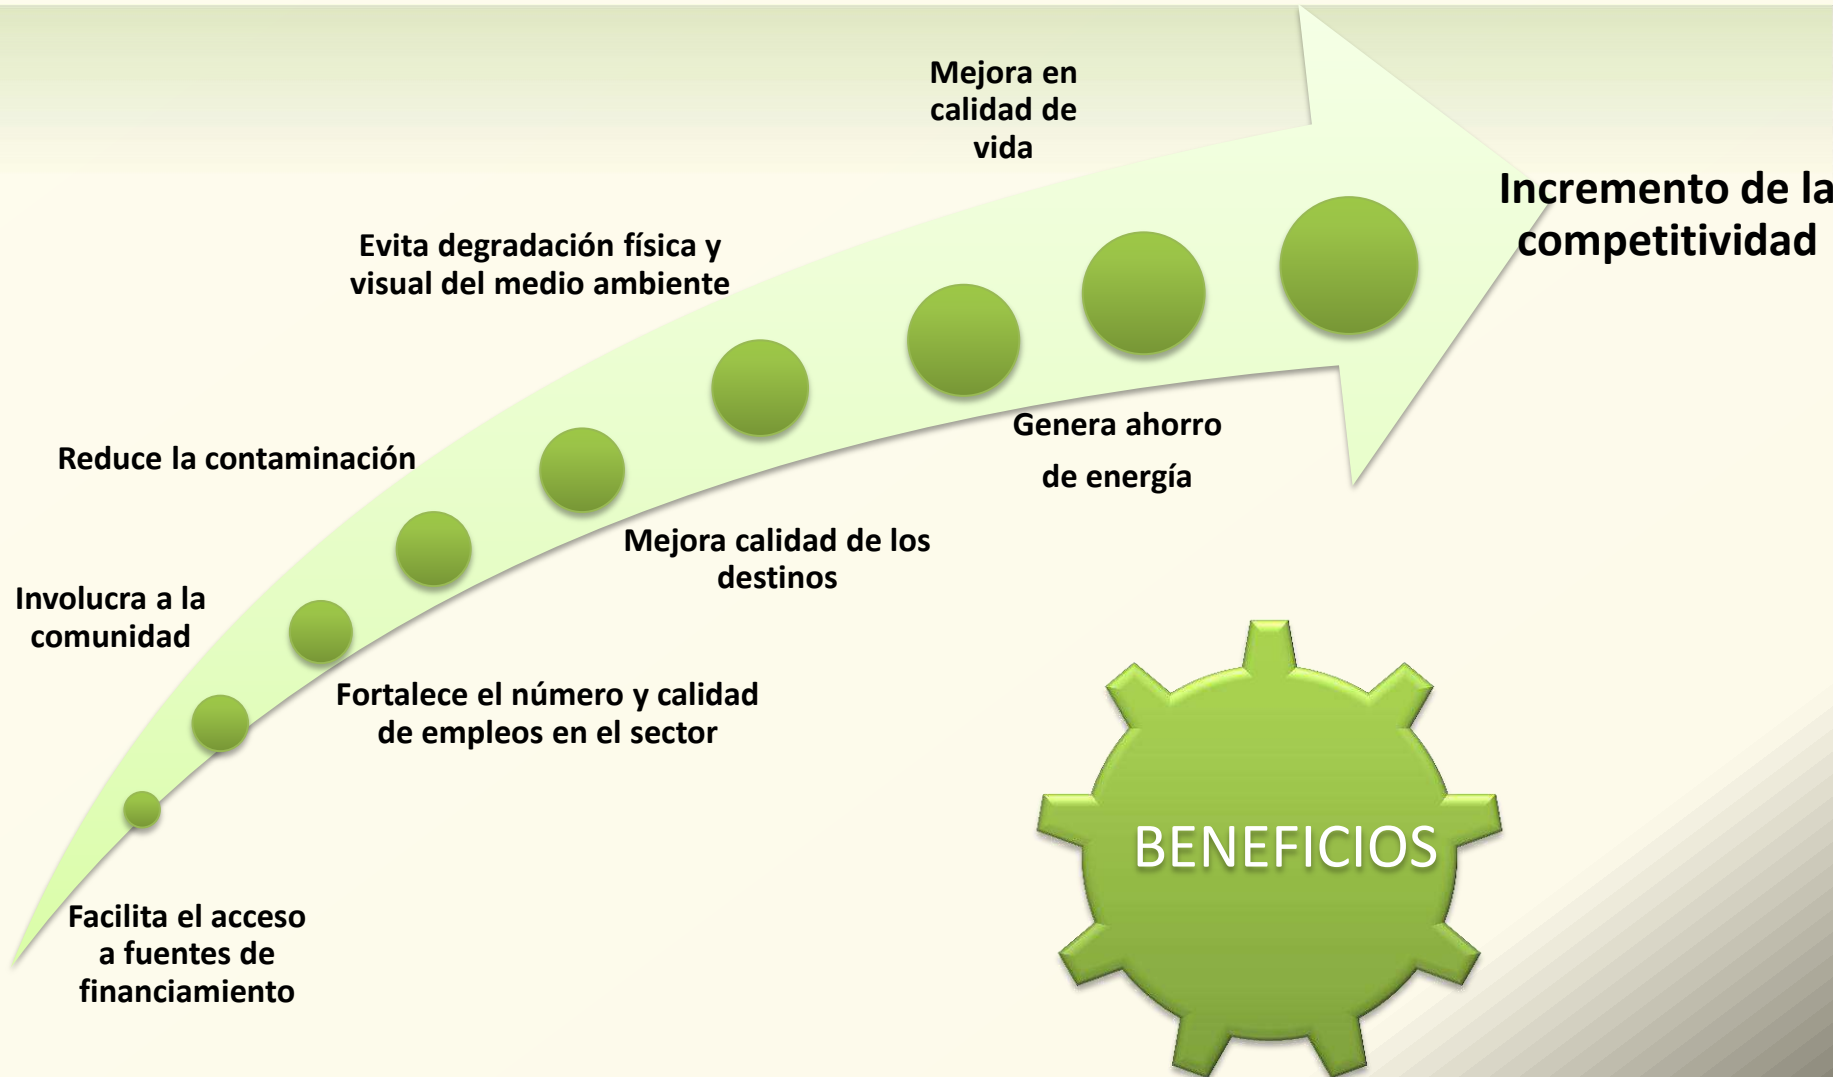 Mejora en
calidad de
vida
Incremento de la
competitividad
Evita degradación física y
visual del medio ambiente
Genera ahorro
de energía
Reduce la contaminación
Mejora calidad de los
destinos
Involucra a la
comunidad
Fortalece el número y calidad
de empleos en el sector
BENEFICIOS
Facilita el acceso
a fuentes de
financiamiento